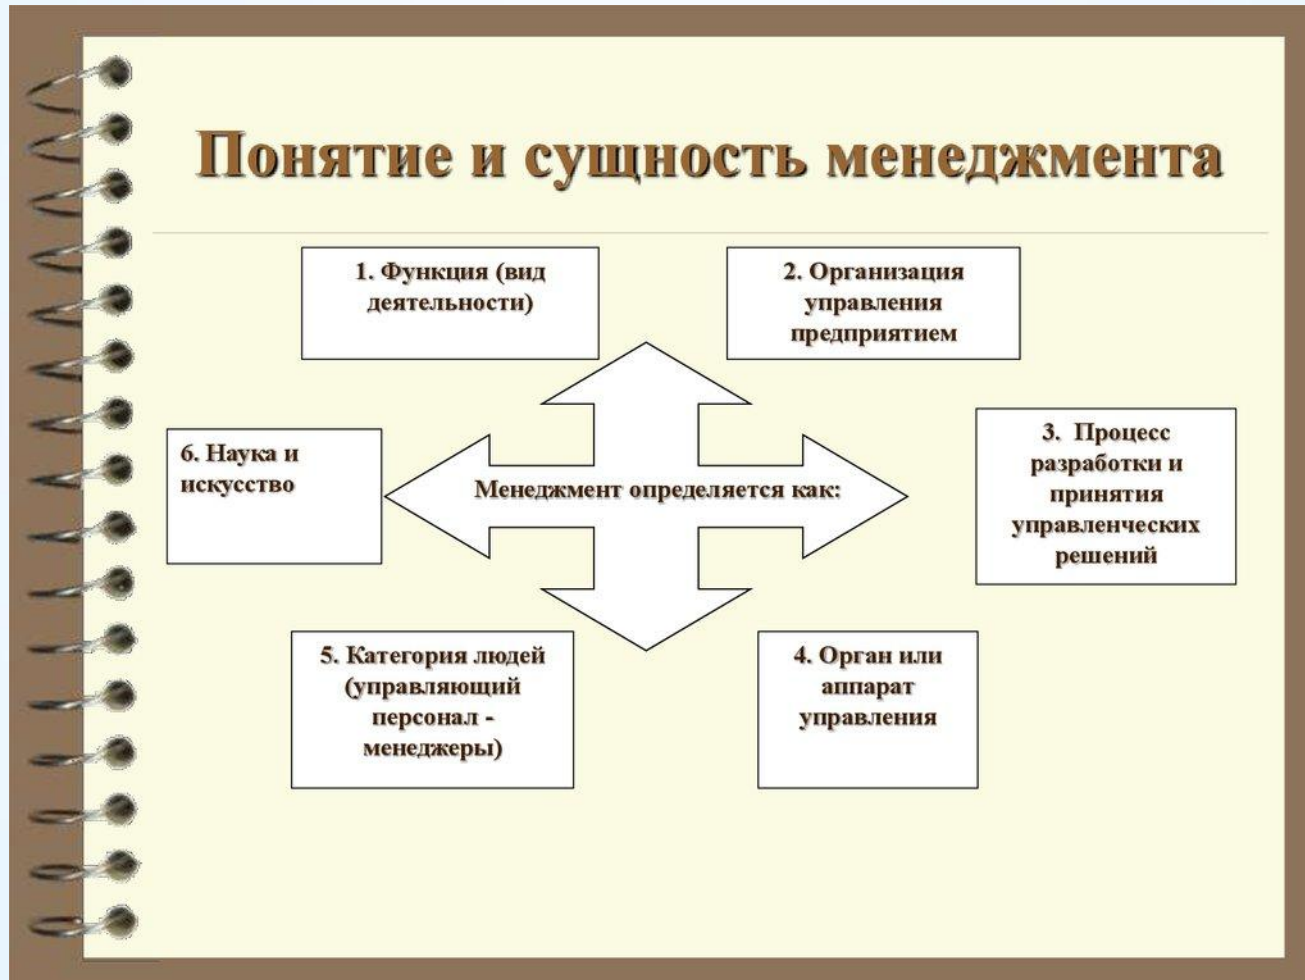 Понятие и сущность менеджмента
1. Функция (вид
деятельности)
2. Организация
управления
предприятием
6. Наука и
искусство
Менеджмент определяется как:
3. Процесс
разработки и
принятия
управленческих
решений
5. Категория людей
(управляющий
персонал -
менеджеры)
4. Орган или
аппарат
управления